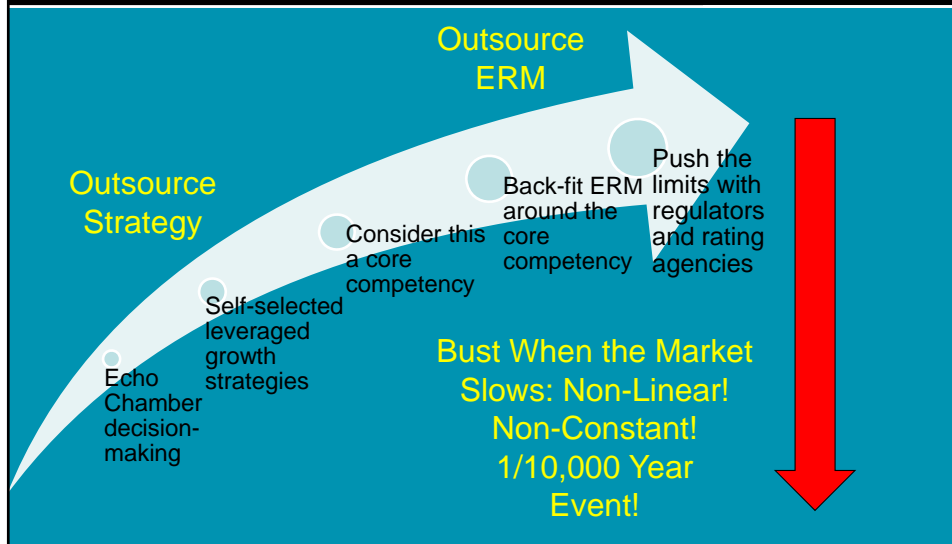 Outsource
ERM
Outsource
Strategy
Echo
Chamber
decision-
making
Self-selected
leveraged
growth
strategies
Consider this
a core
competency
Back-fit ERM
around the
core
competency
Push the
limits with
regulators
and rating
agencies
Bust When the Market
Slows: Non-Linear!
Non-Constant!
1/10,000 Year
Event!